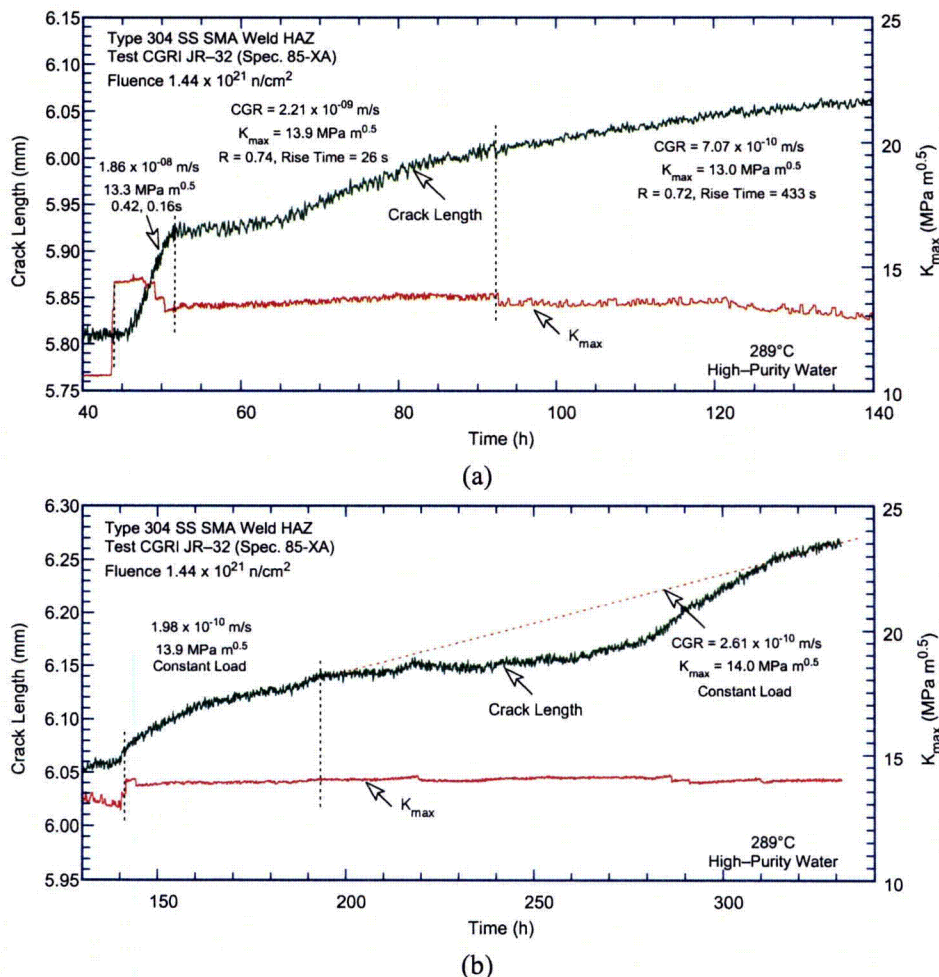 6.15
6.10
6.05
6.00
5.95
5.90
5.85
5.80
5.75
Crack Length (mm)
Type 304 SS SMA Weld HAZ
Test CGRI JR–32 (Spec. 85-XA)
Fluence 1.44 x 10²¹ n/cm²
CGR = 2.21 x 10⁻⁰⁹ m/s
Kmax = 13.9 MPa m⁰·⁵
R = 0.74, Rise Time = 26 s
1.86 x 10⁻⁰⁸ m/s
13.3 MPa m⁰·⁵
0.42, 0.16s
Crack Length
CGR = 7.07 x 10⁻¹⁰ m/s
Kmax = 13.0 MPa m⁰·⁵
R = 0.72, Rise Time = 433 s
Kmax
289°C
High–Purity Water
25
20
15
10
Kmax (MPa m⁰·⁵)
40 60 80 100 120 140
Time (h)
(a)
6.30
6.25
6.20
6.15
6.10
6.05
6.00
5.95
Crack Length (mm)
Type 304 SS SMA Weld HAZ
Test CGRI JR–32 (Spec. 85-XA)
Fluence 1.44 x 10²¹ n/cm²
1.98 x 10⁻¹⁰ m/s
13.9 MPa m⁰·⁵
Constant Load
CGR = 2.61 x 10⁻¹⁰ m/s
Kmax = 14.0 MPa m⁰·⁵
Constant Load
Crack Length
Kmax
289°C
High–Purity Water
25
20
15
10
Kmax (MPa m⁰·⁵)
150 200 250 300
Time (h)
(b)